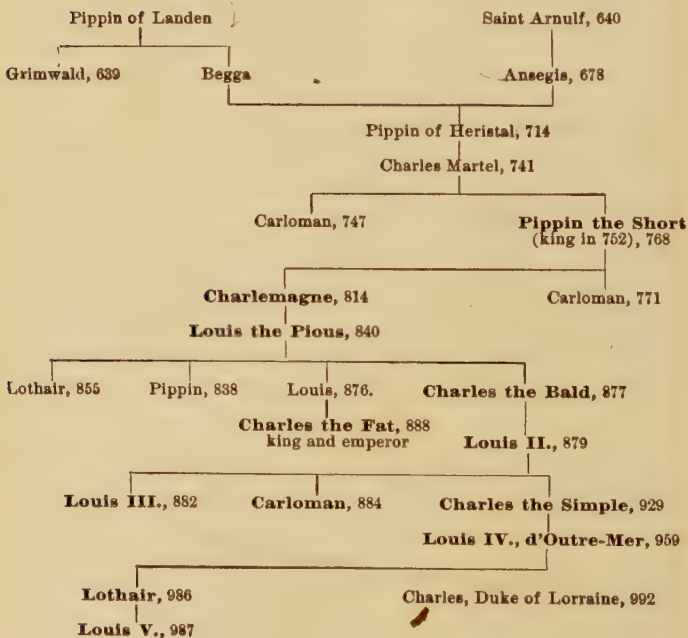 Pippin of Landen Saint Arnulf, 640
Grimwald, 639 Begga Ansegis, 678
Pippin of Heristal, 714
Charles Martel, 741
Carloman, 747 Pippin the Short
(king in 752), 768
Charlemagne, 814 Carloman, 771
Louis the Pious, 840
Lothair, 855 Pippin, 838 Louis, 876. Charles the Bald, 877
Charles the Fat, 888
king and emperor
Louis II., 879
Louis III., 882 Carloman, 884 Charles the Simple, 929
Louis IV., d'Outre-Mer, 959
Lothair, 986 Charles, Duke of Lorraine, 992
Louis V., 987